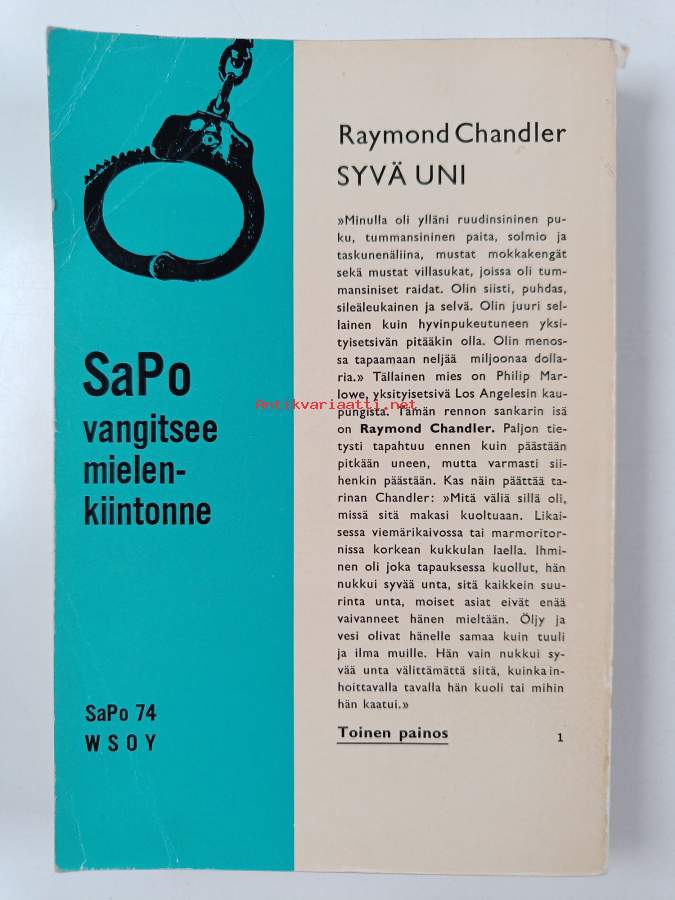 SaPo
vangitsee
mielen-
kiintonne
SaPo 74
WSOY
Raymond Chandler
SYVÄ UNI
»Minulla oli ylläni ruudinsininen pu-
ku, tummansininen paita, solmio ja
taskunenäliina, mustat mokkakengät
sekä mustat villasukat, joissa oli tum-
mansiniset raidat. Olin siisti, puhdas,
sileäleukainen ja selvä. Olin juuri sel-
lainen kuin hyvinpukeutuneen yksi-
tyisetsivän pitääkin olla. Olin menos-
sa tapaamaan neljää miljoonaa dolla-
ria.» Tällainen mies on Philip Mar-
lowe, yksityisetsivä Los Angelesin kau-
pungista. Tämän rennon sankarin isä
on Raymond Chandler. Paljon tie-
tysti tapahtuu ennen kuin päästään
pitkään uneen, mutta varmasti sii-
henkin päästään. Kas näin päättää ta-
rinan Chandler: »Mitä väliä sillä oli,
missä sitä makasi kuoltuaan. Likai-
sessa viemärikaivossa tai marmoritor-
nissa korkean kukkulan laella. Ihmi-
nen oli joka tapauksessa kuollut, hän
nukkui syvää unta, sitä kaikkein suu-
rinta unta, moiset asiat eivät enää
vaivanneet hänen mieltään. Öljy ja
vesi olivat hänelle samaa kuin tuuli
ja ilma muille. Hän vain nukkui sy-
vää unta välittämättä siitä, kuinka in-
hoittavalla tavalla hän kuoli tai mihin
hän kaatui.»
Toinen painos
1
Antikvariaatti.net